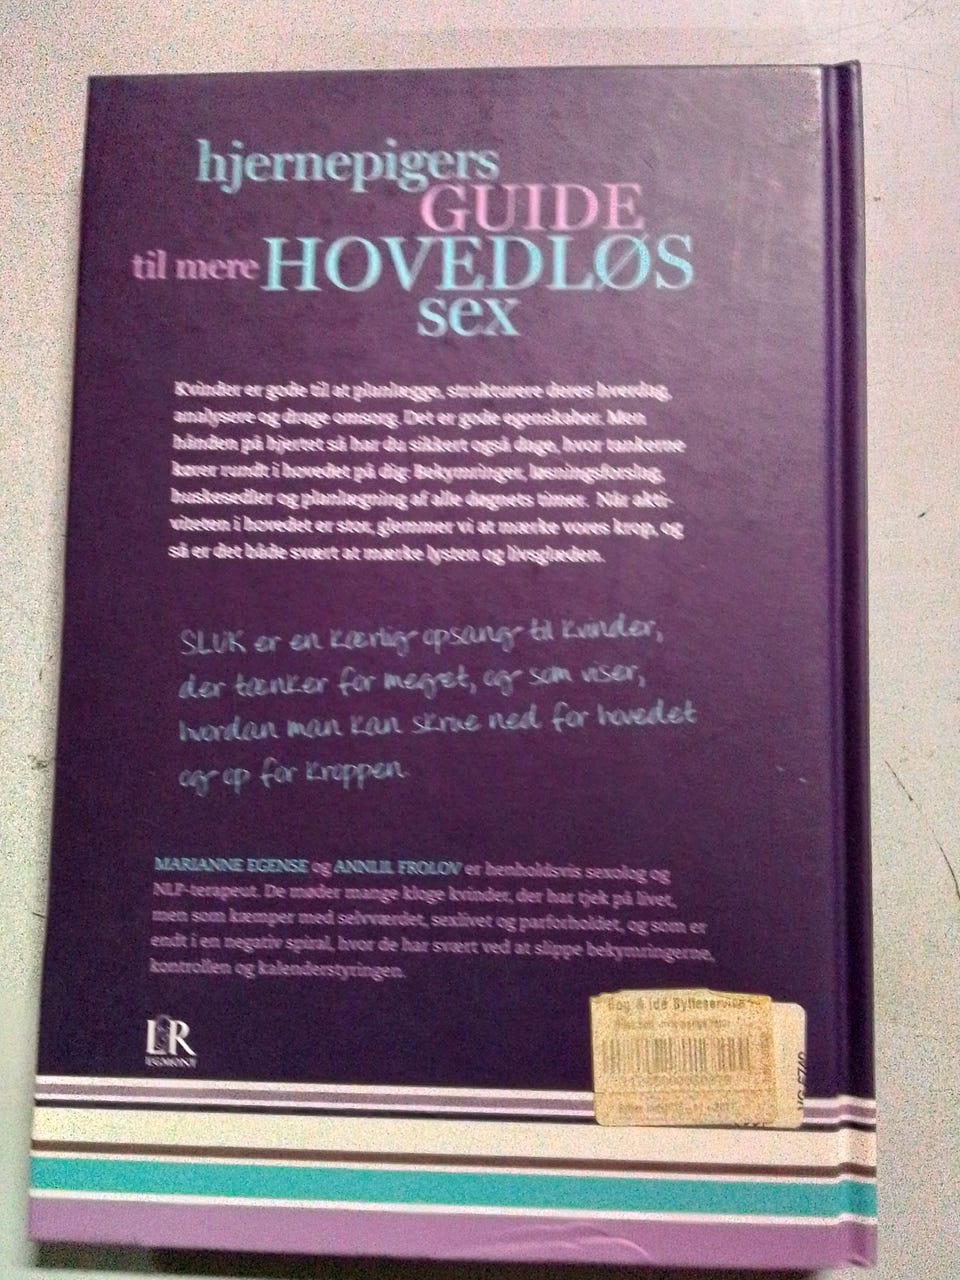 hjernepigers
GUIDE
til mere HOVEDLØS
sex
Kvinder er gode til at planlægge, strukturere deres hverdag,
analysere og drage omsorg. Det er gode egenskaber. Men
hånden på hjertet så har du sikkert også dage, hvor tankerne
kører rundt i hovedet på dig: Bekymringer, løsningsforslag,
huskesedler og planlægning af alle døgnets timer. Når akti-
viteten i hovedet er stor, glemmer vi at mærke vores krop, og
så er det både svært at mærke lysten og livsglæden.
SLUK er en kærlig opsang til kvinder,
der tænker for meget, og som viser,
hvordan man kan skrue ned for hovedet
og op for kroppen.
MARIANNE EGENSE og ANNLIL FROLOV er henholdsvis sexolog og
NLP-terapeut. De møder mange kloge kvinder, der har tjek på livet,
men som kæmper med selvværdet, sexlivet og parforholdet, og som er
endt i en negativ spiral, hvor de har svært ved at slippe bekymringerne,
kontrollen og kalenderstyringen.
L&R
EGMONT
Bog & idé Bytteservice